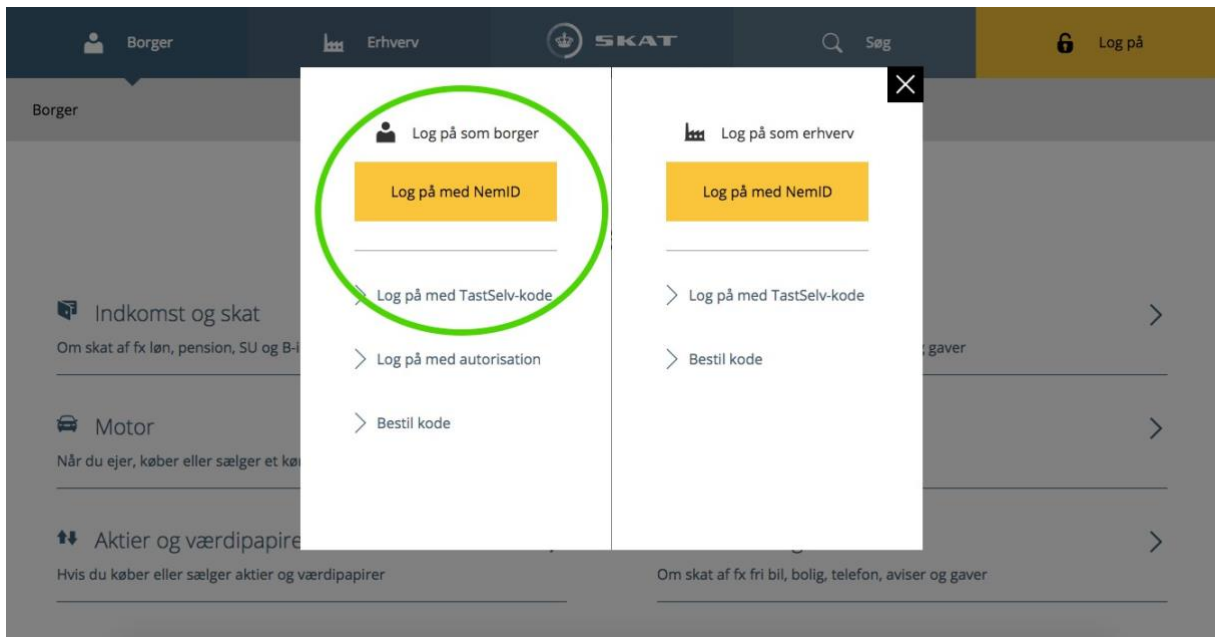 Borger
Erhverv
SKAT
Søg
Log på
Borger
Log på som borger
Log på med NemID
Log på med TastSelv-kode
Log på med autorisation
Bestil kode
Log på som erhverv
Log på med NemID
Log på med TastSelv-kode
Bestil kode
Indkomst og skat
Om skat af fx løn, pension, SU og B-i
gaver
Motor
Når du ejer, køber eller sælger et kø
Aktier og værdipapire
Hvis du køber eller sælger aktier og værdipapirer
Om skat af fx fri bil, bolig, telefon, aviser og gaver